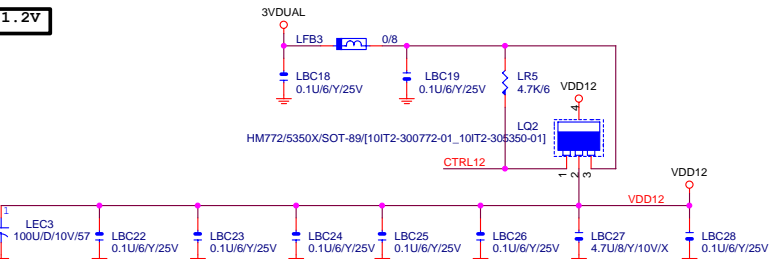 1.2V
3VDUAL
LFB3
0/8
LBC18
0.1U/6/Y/25V
LBC19
0.1U/6/Y/25V
LR5
4.7K/6
VDD12
4
LQ2
HM772/5350X/SOT-89/[10IT2-300772-01_10IT2-305350-01]
CTRL12
1
2
3
VDD12
VDD12
1
LEC3
100U/D/10V/57
LBC22
0.1U/6/Y/25V
LBC23
0.1U/6/Y/25V
LBC24
0.1U/6/Y/25V
LBC25
0.1U/6/Y/25V
LBC26
0.1U/6/Y/25V
LBC27
4.7U/8/Y/10V/X
LBC28
0.1U/6/Y/25V